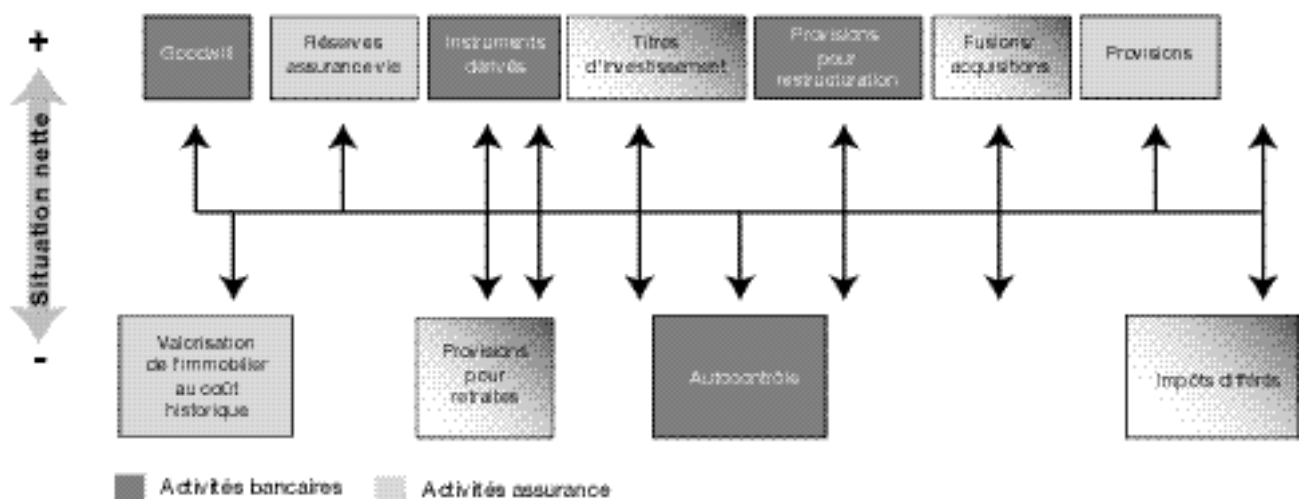 +
Situation nette
-
Goodwill
Réserves
assurance-vie
Instruments
dérivés
Titres
d'investissement
Provisions
pour
restructuration
Fusions/
acquisitions
Provisions
Valorisation
de l'immobilier
au coût
historique
Provisions
pour
retraites
Autocontrôle
Impôts différés
Activités bancaires
Activités assurance